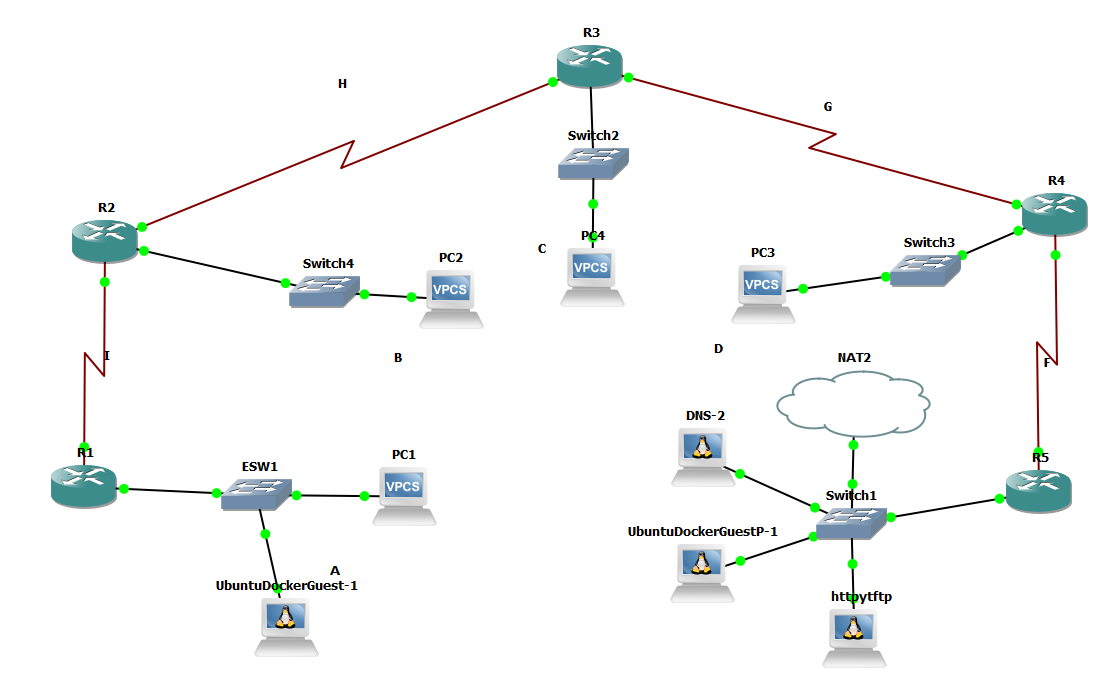 R3
H
G
Switch2
R4
R2
PC4
C
Switch3
PC2
PC3
Switch4
VPCS
VPCS
VPCS
I
B
D
NAT2
F
DNS-2
R1
ESW1
PC1
R5
VPCS
Switch1
UbuntuDockerGuestP-1
A
UbuntuDockerGuest-1
httpytftp